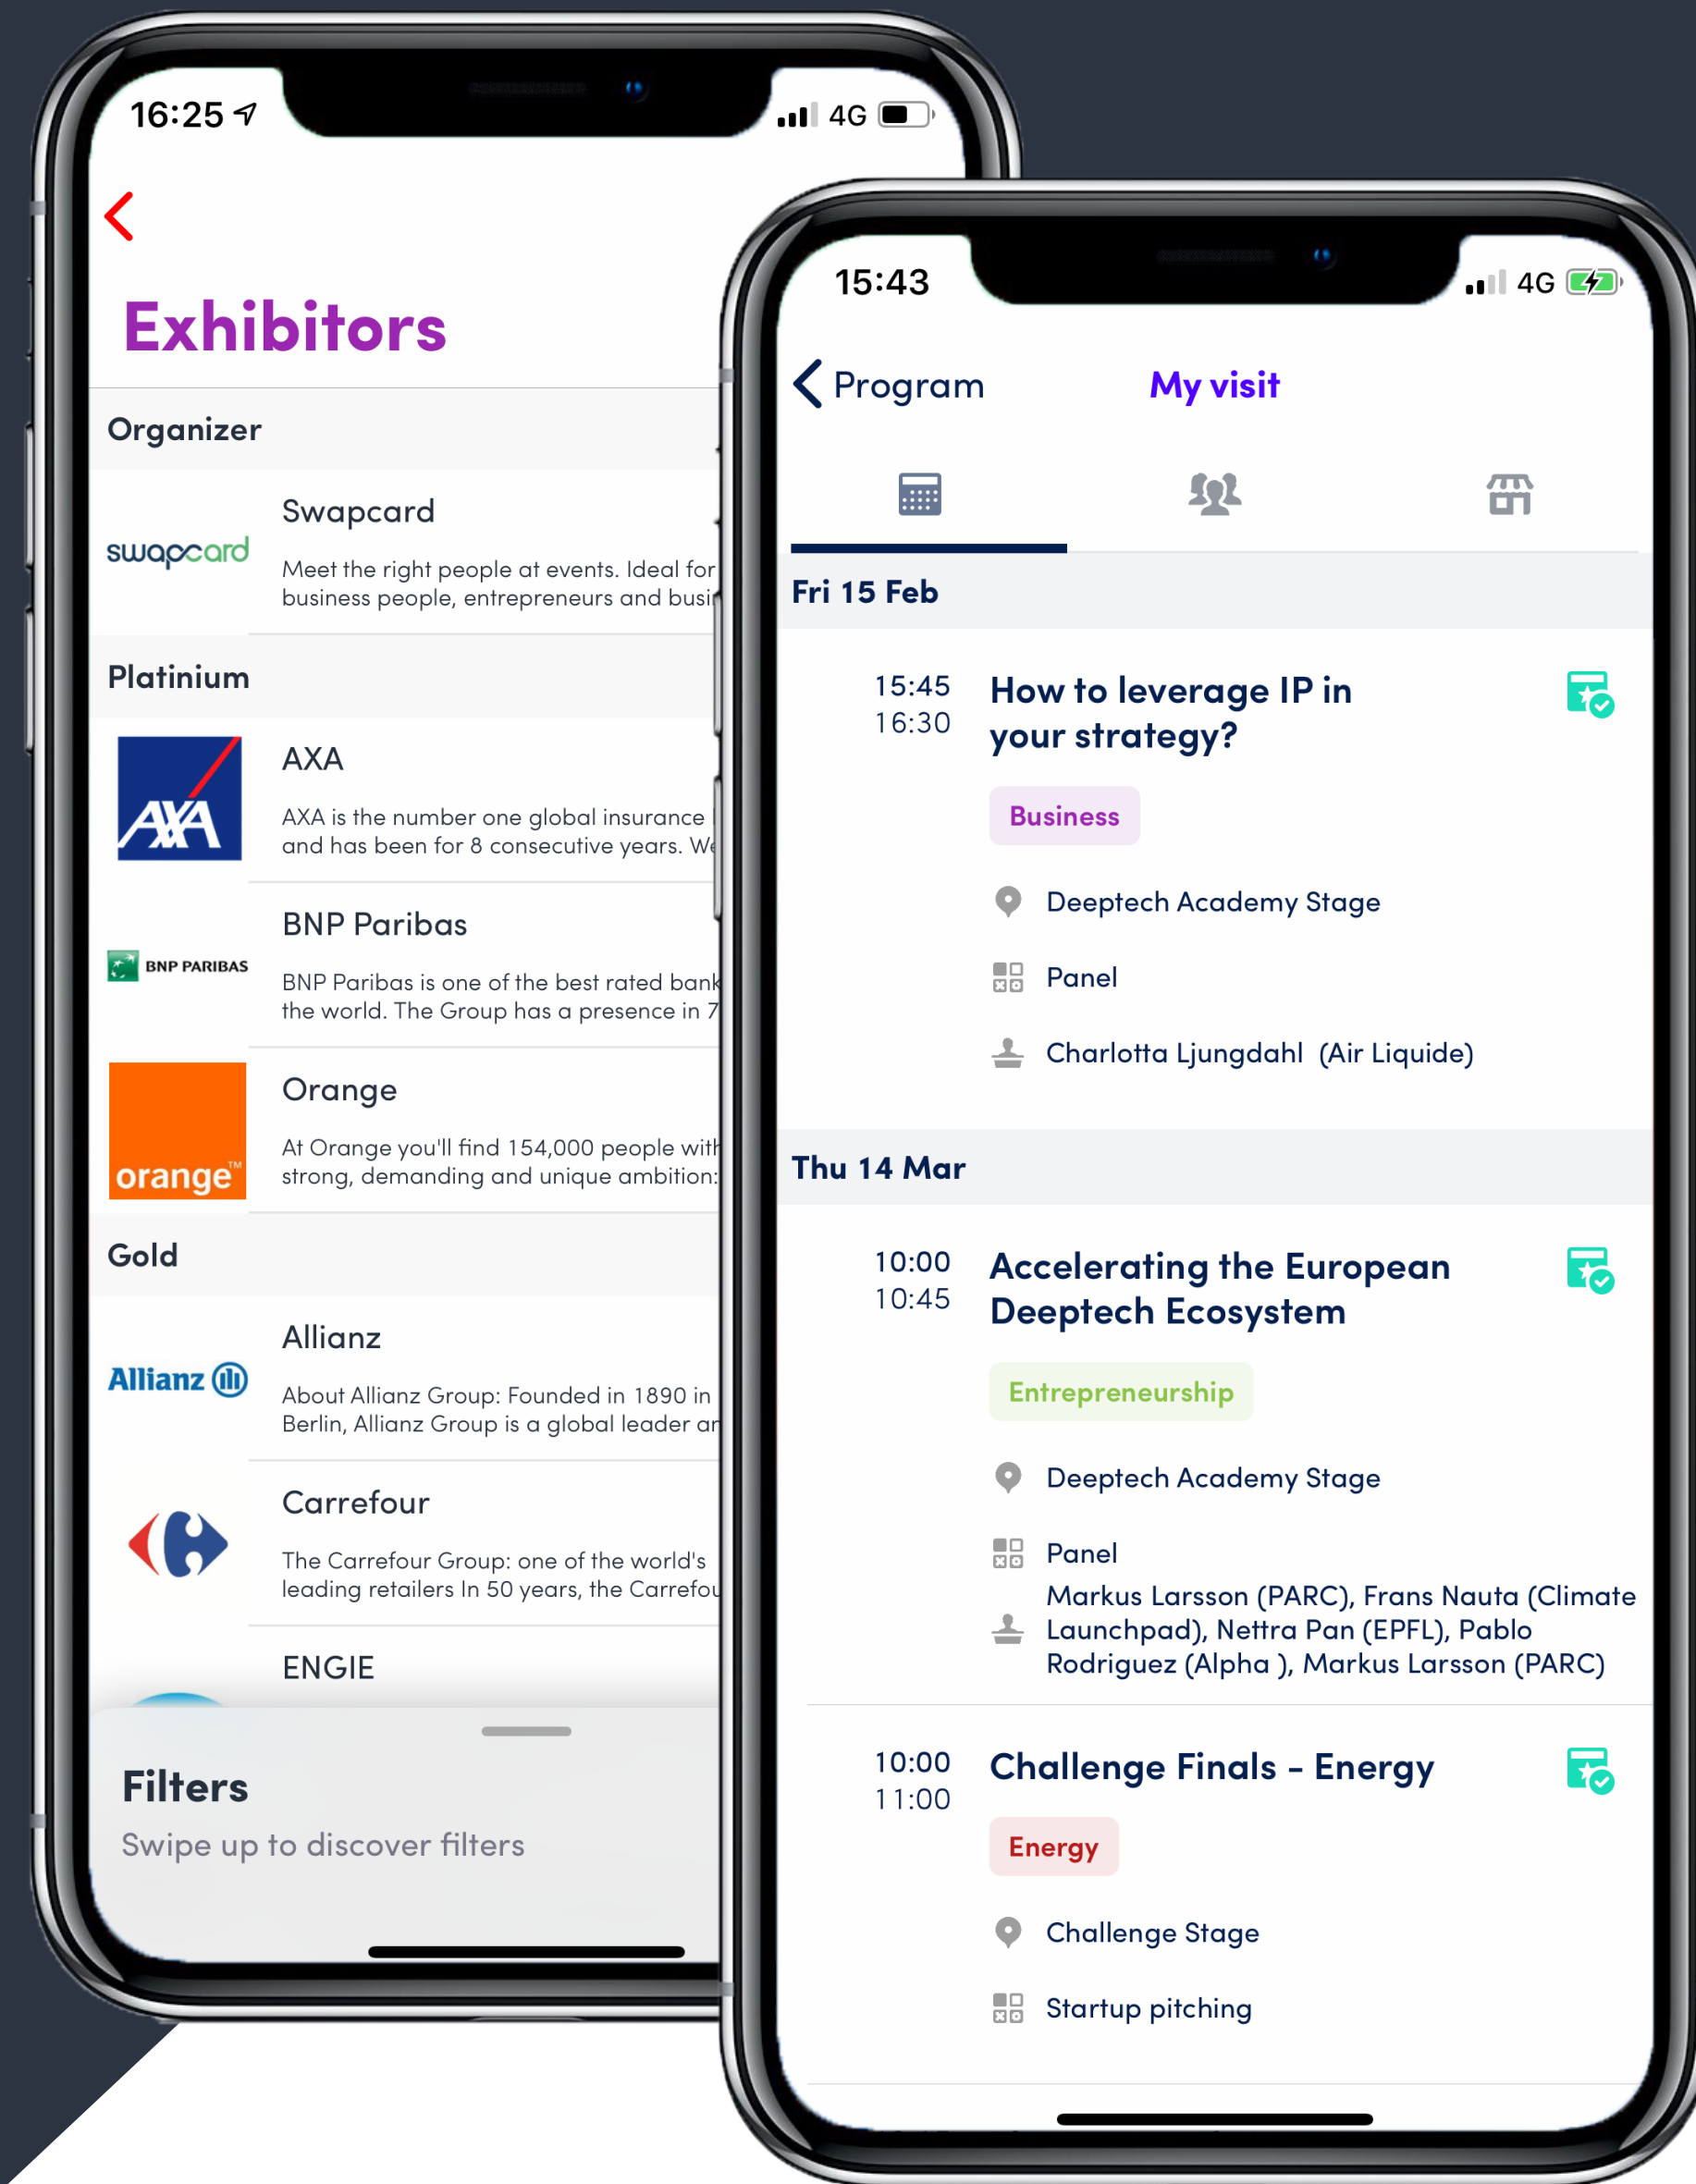 16:25
4G
Exhibitors
Organizer
swapcard
Swapcard
Meet the right people at events. Ideal for
business people, entrepreneurs and
Platinium
AXA
AXA
AXA is the number one global insurance
and has been for 8 consecutive years.
BNP PARIBAS
BNP Paribas
BNP Paribas is one of the best rated
the world. The Group has a presence in
orange™
Orange
At Orange you'll find 154,000 people
strong, demanding and unique ambition:
Gold
Allianz
Allianz
About Allianz Group: Founded in 1890 in
Berlin, Allianz Group is a global leader
Carrefour
The Carrefour Group: one of the world's
leading retailers In 50 years, the
ENGIE
Filters
Swipe up to discover filters
15:43
4G
Program
My visit
Fri 15 Feb
15:45
16:30
How to leverage IP in
your strategy?
Business
Deeptech Academy Stage
Panel
Charlotta Ljungdahl (Air Liquide)
Thu 14 Mar
10:00
10:45
Accelerating the European
Deeptech Ecosystem
Entrepreneurship
Deeptech Academy Stage
Panel
Markus Larsson (PARC), Frans Nauta (Climate
Launchpad), Nettra Pan (EPFL), Pablo
Rodriguez (Alpha ), Markus Larsson (PARC)
10:00
11:00
Challenge Finals - Energy
Energy
Challenge Stage
Startup pitching